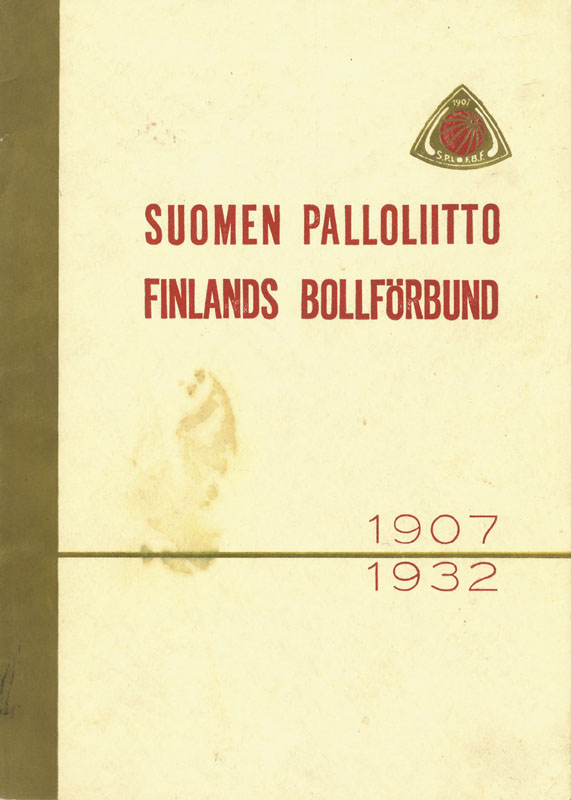 1907
S.P.L. F.B.F.
SUOMEN PALLOLIITTO
FINLANDS BOLLFÖRBUND
1907
1932